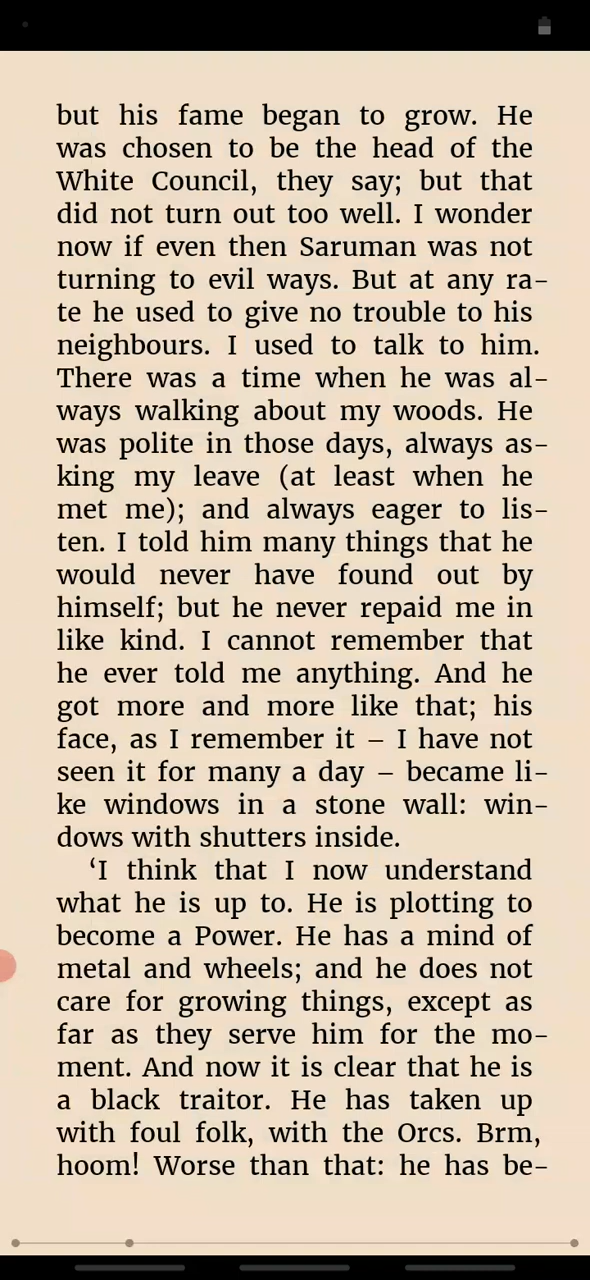 but his fame began to grow. He
was chosen to be the head of the
White Council, they say; but that
did not turn out too well. I wonder
now if even then Saruman was not
turning to evil ways. But at any ra-
te he used to give no trouble to his
neighbours. I used to talk to him.
There was a time when he was al-
ways walking about my woods. He
was polite in those days, always as-
king my leave (at least when he
met me); and always eager to lis-
ten. I told him many things that he
would never have found out by
himself; but he never repaid me in
like kind. I cannot remember that
he ever told me anything. And he
got more and more like that; his
face, as I remember it – I have not
seen it for many a day – became li-
ke windows in a stone wall: win-
dows with shutters inside.
‘I think that I now understand
what he is up to. He is plotting to
become a Power. He has a mind of
metal and wheels; and he does not
care for growing things, except as
far as they serve him for the mo-
ment. And now it is clear that he is
a black traitor. He has taken up
with foul folk, with the Orcs. Brm,
hoom! Worse than that: he has be-